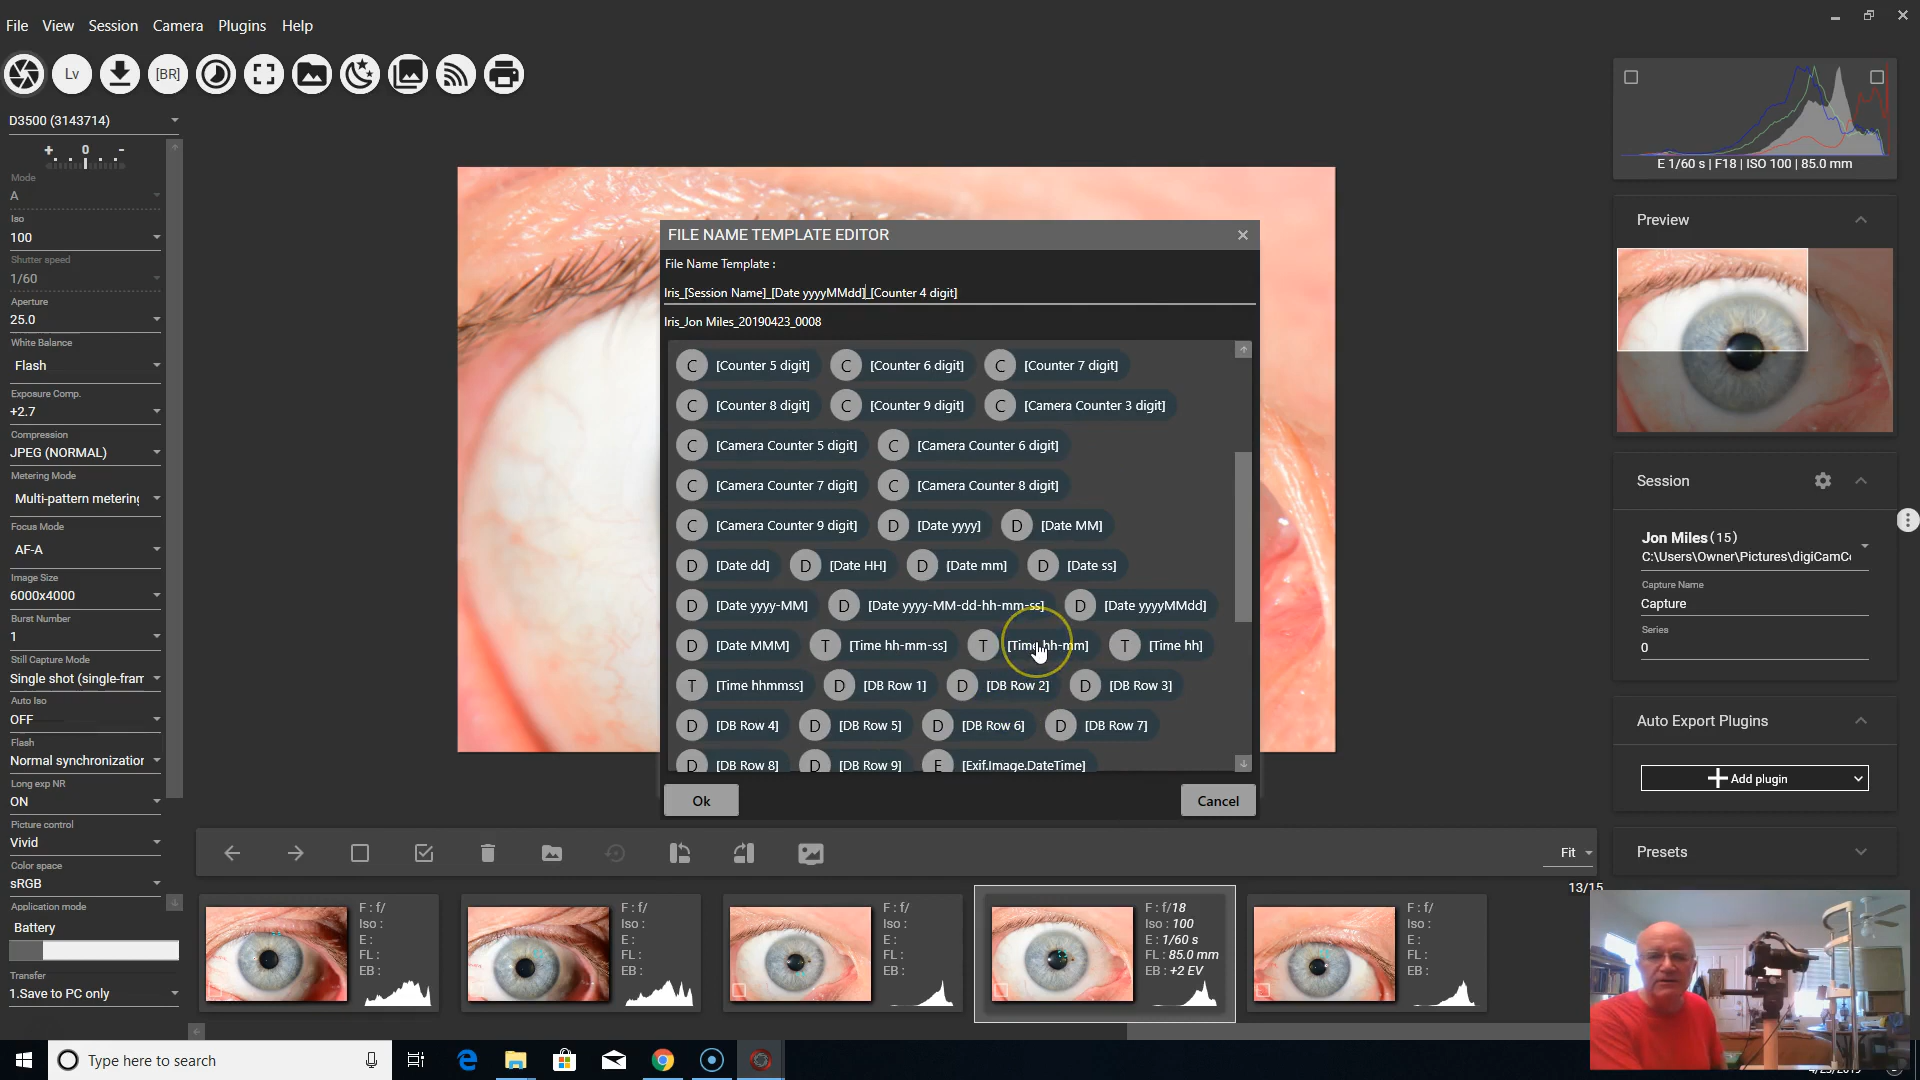 File View Session Camera Plugins Help
Lv [BR]
D3500 (3143714)
+ 0 -
Mode
A
Iso
100
Shutter speed
1/60
Aperture
25.0
White Balance
Flash
Exposure Comp.
+2.7
Compression
JPEG (NORMAL)
Metering Mode
Multi-pattern metering
Focus Mode
AF-A
Image Size
6000x4000
Burst Number
1
Still Capture Mode
Single shot (single-fram
Auto Iso
OFF
Flash
Normal synchronization
Long exp NR
ON
Picture control
Vivid
Color space
sRGB
Application mode
Battery
Transfer
1.Save to PC only
FILE NAME TEMPLATE EDITOR
File Name Template :
Iris_[Session Name]_[Date yyyyMMdd]_[Counter 4 digit]
Iris_Jon Miles_20190423_0008
C [Counter 5 digit] C [Counter 6 digit] C [Counter 7 digit]
C [Counter 8 digit] C [Counter 9 digit] C [Camera Counter 3 digit]
C [Camera Counter 5 digit] C [Camera Counter 6 digit]
C [Camera Counter 7 digit] C [Camera Counter 8 digit]
C [Camera Counter 9 digit] D [Date yyyy] D [Date MM]
D [Date dd] D [Date HH] D [Date mm] D [Date ss]
D [Date yyyy-MM] D [Date yyyy-MM-dd-hh-mm-ss] D [Date yyyyMMdd]
D [Date MMM] T [Time hh-mm-ss] T [Time hh-mm] T [Time hh]
T [Time hhmmss] D [DB Row 1] D [DB Row 2] D [DB Row 3]
D [DB Row 4] D [DB Row 5] D [DB Row 6] D [DB Row 7]
D [DB Row 8] D [DB Row 9] E [Exif.Image.DateTime]
Ok Cancel
E 1/60 s | F18 | ISO 100 | 85.0 mm
Preview
Session
Jon Miles (15)
C:\Users\Owner\Pictures\digiCamCo
Capture Name
Capture
Series
0
Auto Export Plugins
Add plugin
Presets
Fit
13/15
F : f/
Iso :
E :
FL :
EB :
F : f/
Iso :
E :
FL :
EB :
F : f/
Iso :
E :
FL :
EB :
F : f/18
Iso : 100
E : 1/60 s
FL : 85.0 mm
EB : +2 EV
F : f/
Iso :
E :
FL :
EB :
Type here to search
4/23/2019